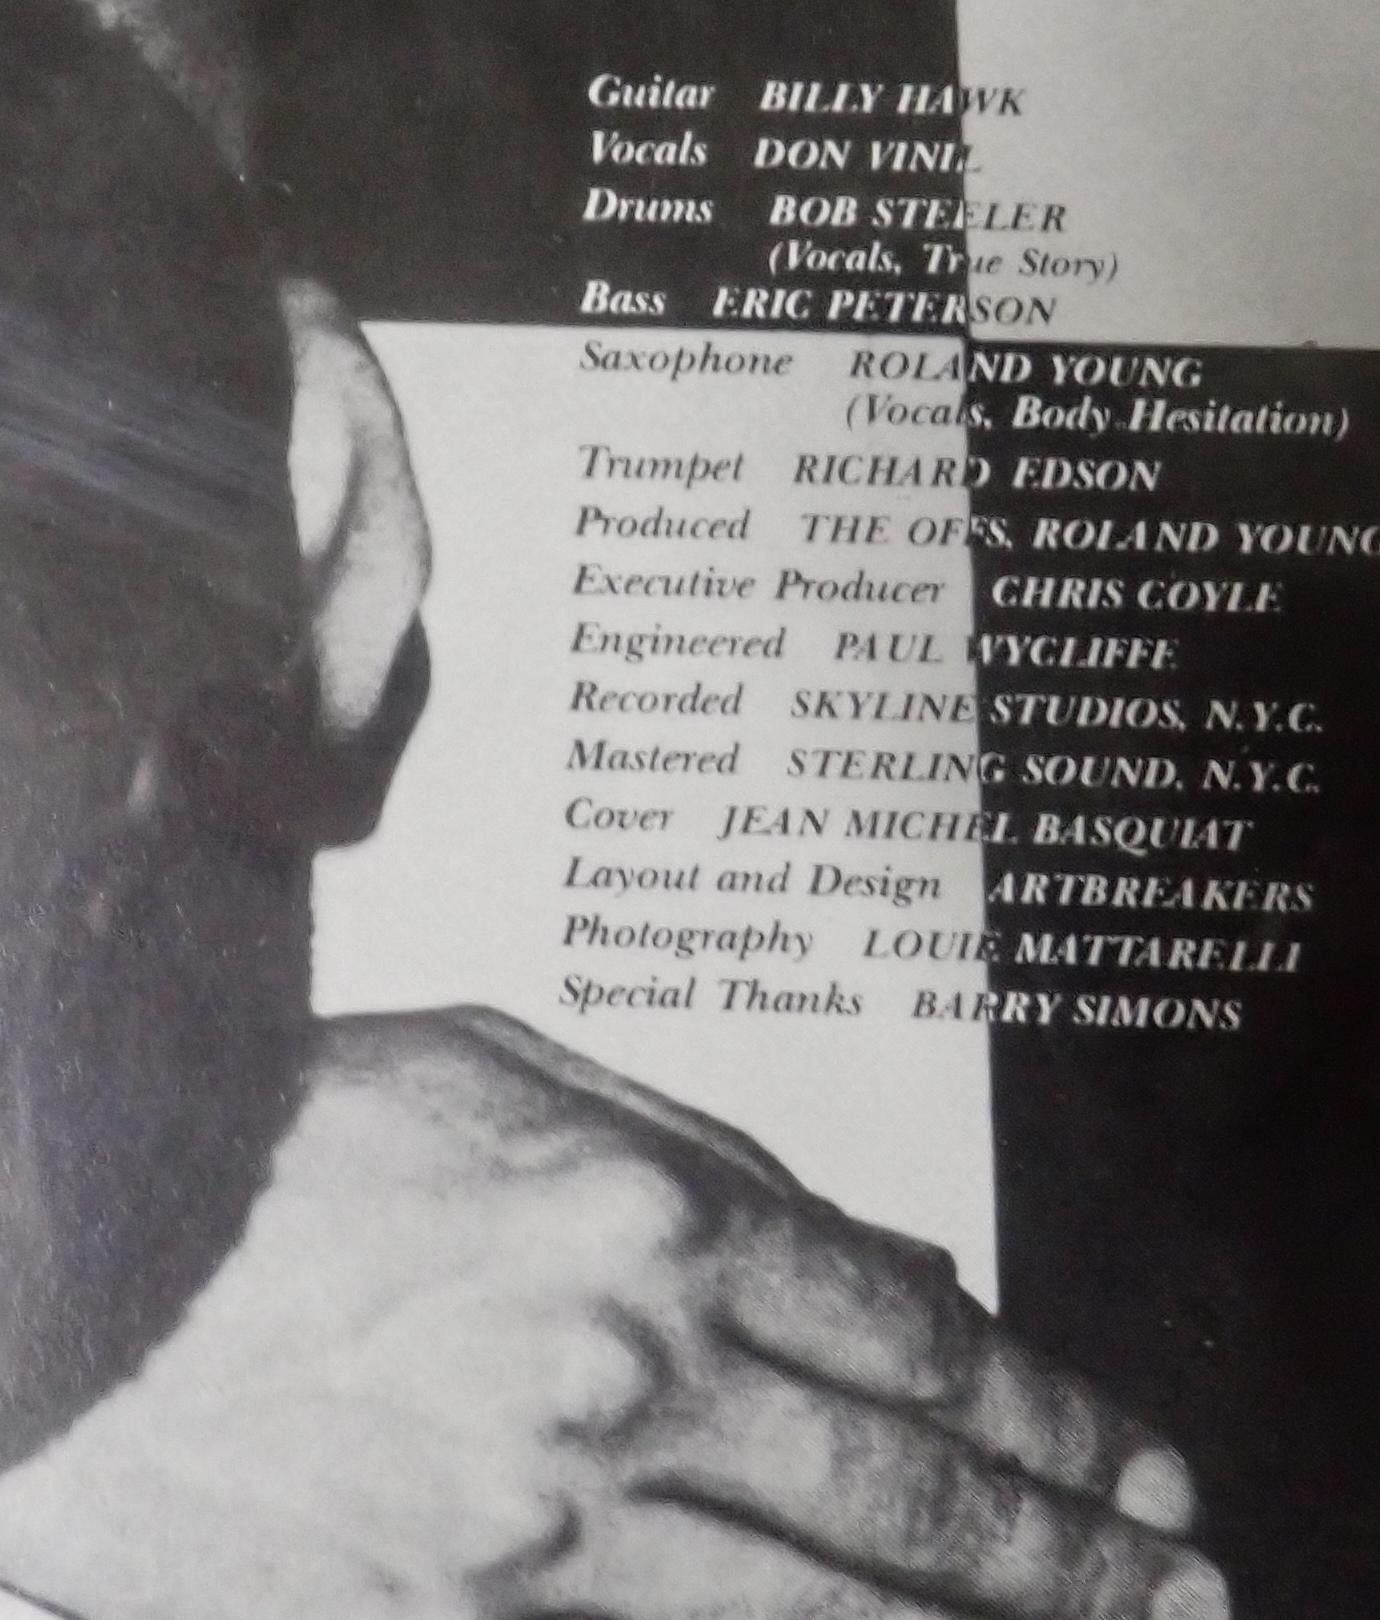 Guitar BILLY HAWK
Vocals DON VINIL
Drums BOB STEELER
(Vocals, True Story)
Bass ERIC PETERSON
Saxophone ROLAND YOUNG
(Vocals, Body Hesitation)
Trumpet RICHARD EDSON
Produced THE OFFS, ROLAND YOUNG
Executive Producer CHRIS COYLE
Engineered PAUL WYCLIFFE
Recorded SKYLINE STUDIOS, N.Y.C.
Mastered STERLING SOUND, N.Y.C.
Cover JEAN MICHEL BASQUIAT
Layout and Design ARTBREAKERS
Photography LOUIE MATTARELLI
Special Thanks BARRY SIMONS